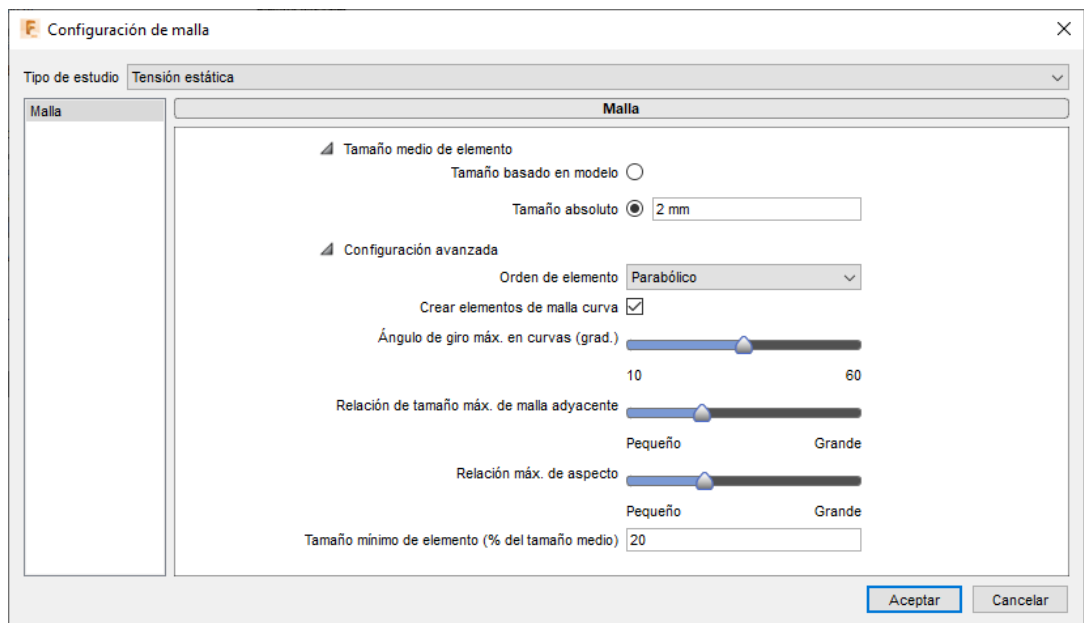 Configuración de malla
Tipo de estudio Tensión estática
Malla
Malla
Tamaño medio de elemento
Tamaño basado en modelo
Tamaño absoluto 2 mm
Configuración avanzada
Orden de elemento Parabólico
Crear elementos de malla curva
Ángulo de giro máx. en curvas (grad.)
10 60
Relación de tamaño máx. de malla adyacente
Pequeño Grande
Relación máx. de aspecto
Pequeño Grande
Tamaño mínimo de elemento (% del tamaño medio) 20
Aceptar Cancelar